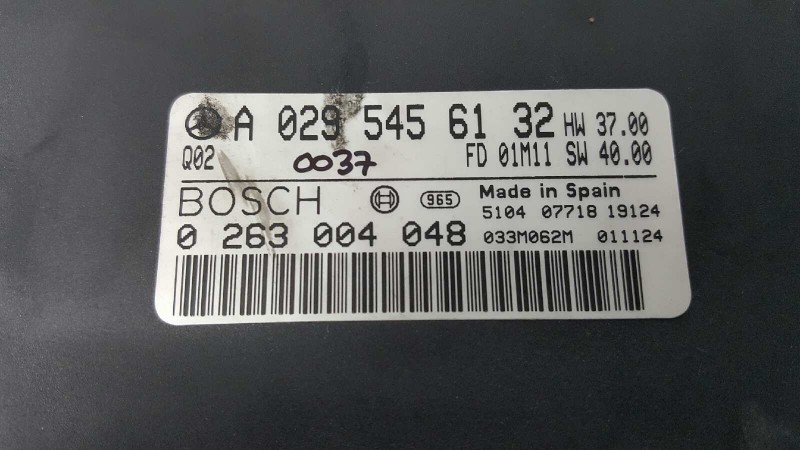 A 029 545 61 32 HW 37.00
Q02 0037 FD 01M11 SW 40.00
BOSCH 965 Made in Spain
5104 07718 19124
0 263 004 048 033M062M 011124